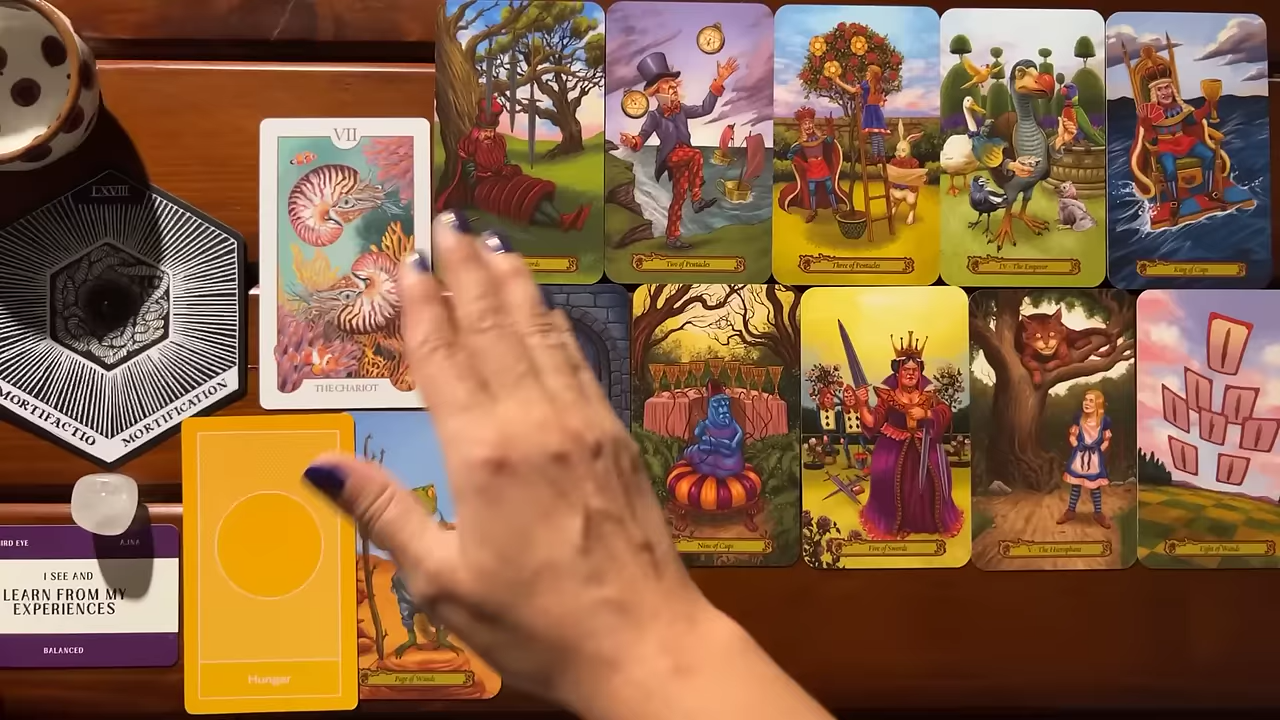 LXVIII
MORTIFACTIO
MORTIFICATION
VII
THE CHARIOT
Two of Pentacles
Three of Pentacles
IV - The Emperor
King of Cups
Nine of Cups
Five of Swords
V - The Hierophant
Eight of Wands
Hunger
Page of Wands
BIRD EYE
I SEE AND
LEARN FROM MY
EXPERIENCES
BALANCED